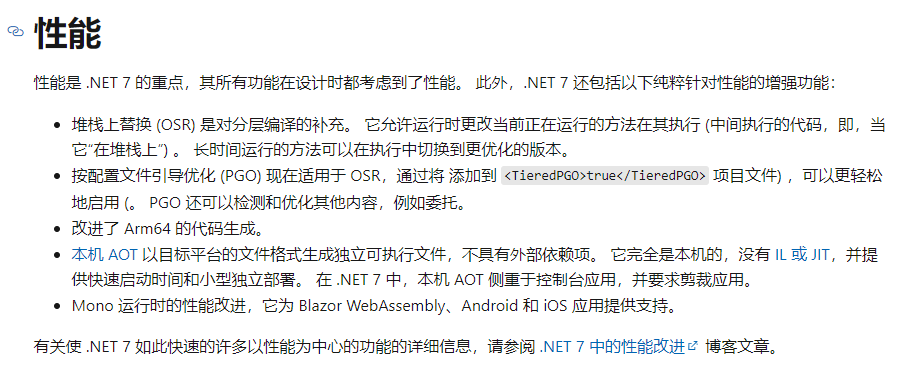 性能
性能是 .NET 7 的重点，其所有功能在设计时都考虑到了性能。 此外，.NET 7 还包括以下纯粹针对性能的增强功能：
• 堆栈上替换 (OSR) 是对分层编译的补充。 它允许运行时更改当前正在运行的方法在其执行 (中间执行的代码，即，当
它“在堆栈上”) 。 长时间运行的方法可以在执行中切换到更优化的版本。
• 按配置文件引导优化 (PGO) 现在适用于 OSR，通过将 添加到 <TieredPGO>true</TieredPGO> 项目文件) ，可以更轻松
地启用 (。 PGO 还可以检测和优化其他内容，例如委托。
• 改进了 Arm64 的代码生成。
• 本机 AOT 以目标平台的文件格式生成独立可执行文件，不具有外部依赖项。 它完全是本机的，没有 IL 或 JIT，并提
供快速启动时间和小型独立部署。 在 .NET 7 中，本机 AOT 侧重于控制台应用，并要求剪裁应用。
• Mono 运行时的性能改进，它为 Blazor WebAssembly、Android 和 iOS 应用提供支持。
有关使 .NET 7 如此快速的许多以性能为中心的功能的详细信息，请参阅 .NET 7 中的性能改进 博客文章。